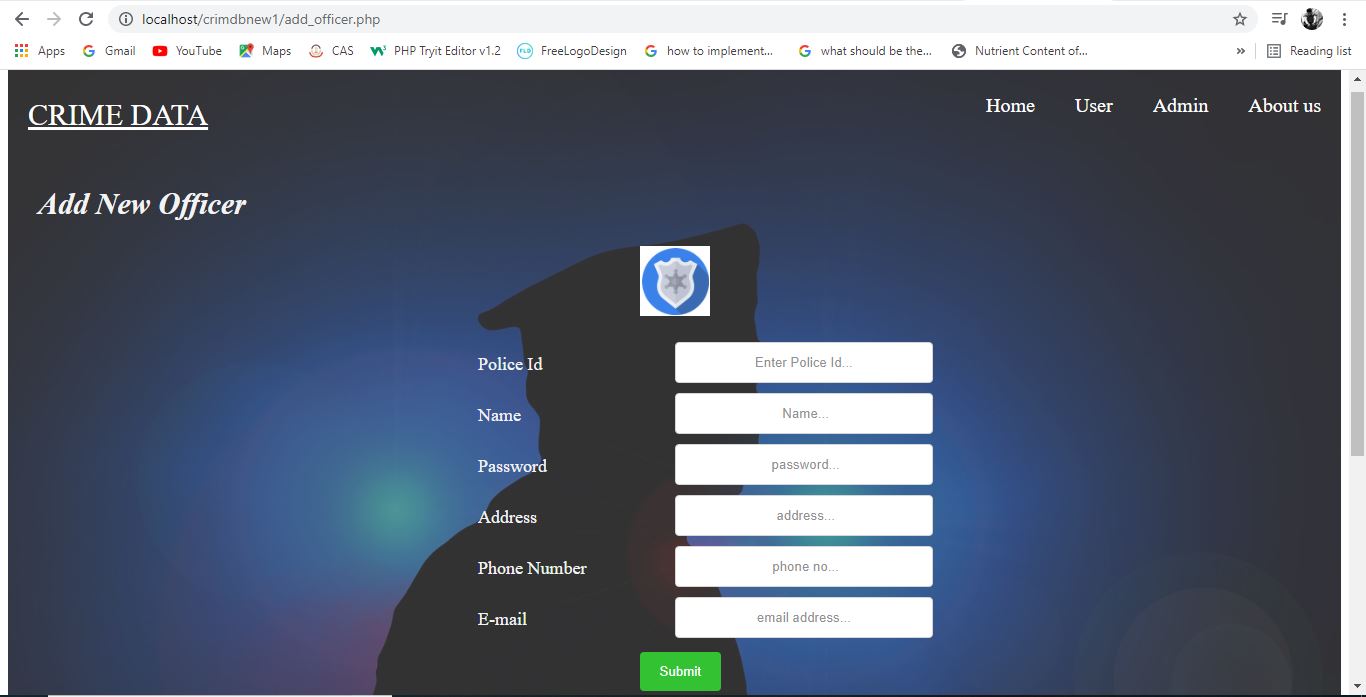 localhost/crimdbnew1/add_officer.php
Apps Gmail YouTube Maps CAS PHP Tryit Editor v1.2 FLD FreeLogoDesign how to implement... what should be the... Nutrient Content of... » Reading list
CRIME DATA Home User Admin About us
Add New Officer
Police Id Enter Police Id...
Name Name...
Password password...
Address address...
Phone Number phone no...
E-mail email address...
Submit